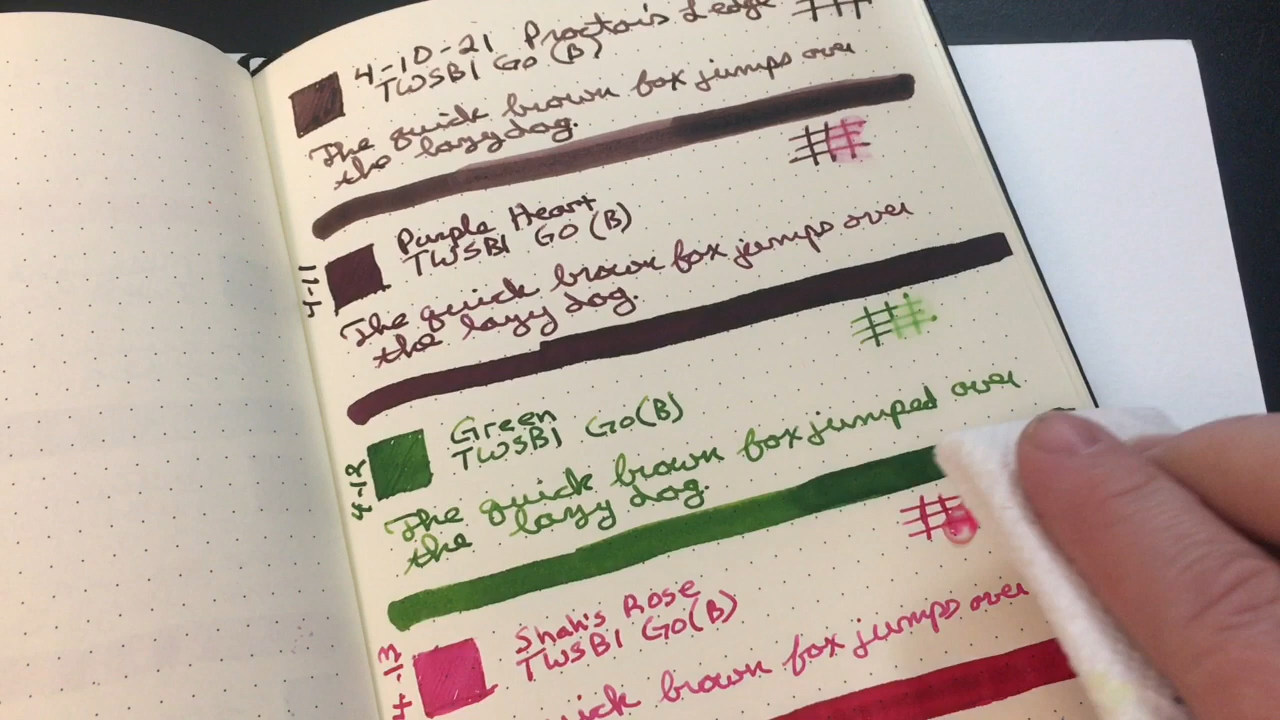 4-10-21 Proctor's Ledge
TWSBI Go (B)
The quick brown fox jumps over
the lazy dog.
4-11
Purple Heart
TWSBI GO (B)
The quick brown fox jumps over
the lazy dog.
4-12
Green
TWSBI GO (B)
The quick brown fox jumped over
the lazy dog.
4-13
Shah's Rose
TWSBI GO (B)
quick brown fox jumps over